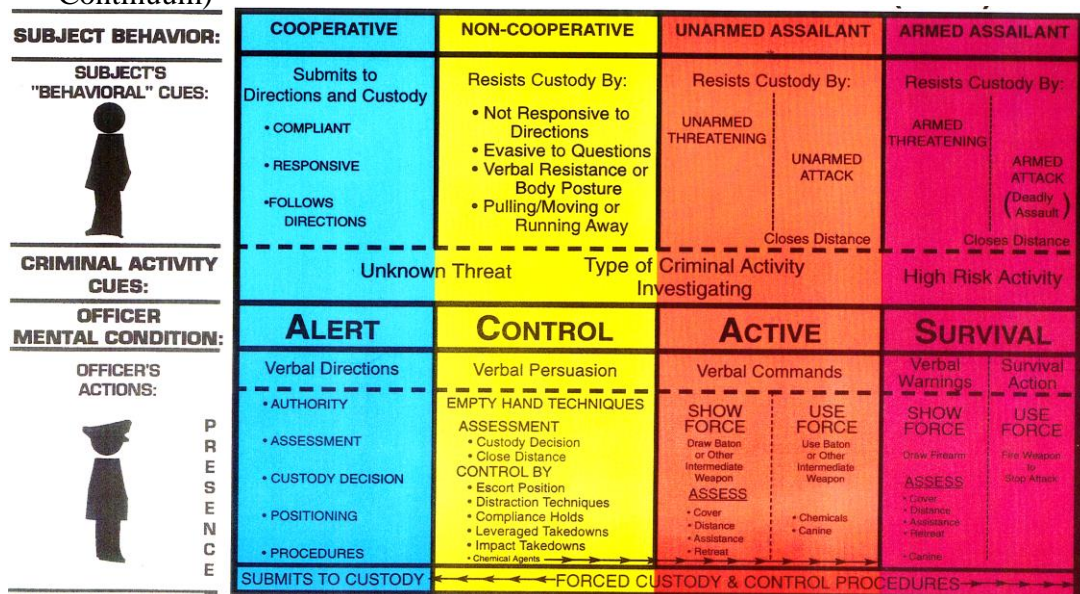 Continuum)
SUBJECT BEHAVIOR:
COOPERATIVE
NON-COOPERATIVE
UNARMED ASSAILANT
ARMED ASSAILANT
SUBJECT'S
"BEHAVIORAL" CUES:
Submits to
Directions and Custody
• COMPLIANT
• RESPONSIVE
•FOLLOWS
DIRECTIONS
Resists Custody By:
• Not Responsive to
Directions
• Evasive to Questions
• Verbal Resistance or
Body Posture
• Pulling/Moving or
Running Away
Resists Custody By:
UNARMED
THREATENING
UNARMED
ATTACK
Closes Distance
Resists Custody By:
ARMED
THREATENING
ARMED
ATTACK
(Deadly
Assault)
Closes Distance
CRIMINAL ACTIVITY
CUES:
Unknown Threat
Type of Criminal Activity
Investigating
High Risk Activity
OFFICER
MENTAL CONDITION:
ALERT
CONTROL
ACTIVE
SURVIVAL
OFFICER'S
ACTIONS:
PRESENCE
Verbal Directions
• AUTHORITY
• ASSESSMENT
• CUSTODY DECISION
• POSITIONING
• PROCEDURES
Verbal Persuasion
EMPTY HAND TECHNIQUES
ASSESSMENT
• Custody Decision
• Close Distance
CONTROL BY
• Escort Position
• Distraction Techniques
• Compliance Holds
• Leveraged Takedowns
• Impact Takedowns
• Chemical Agents
Verbal Commands
SHOW
FORCE
Draw Baton
or Other
Intermediate
Weapon
ASSESS
• Cover
• Distance
• Assistance
• Retreat
USE
FORCE
Use Baton
or Other
Intermediate
Weapon
• Chemicals
• Canine
Verbal
Warnings
SHOW
FORCE
Draw Firearm
ASSESS
• Cover
• Distance
• Assistance
• Retreat
• Canine
Survival
Action
USE
FORCE
Fire Weapon
to
Stop Attack
SUBMITS TO CUSTODY
FORCED CUSTODY & CONTROL PROCEDURES